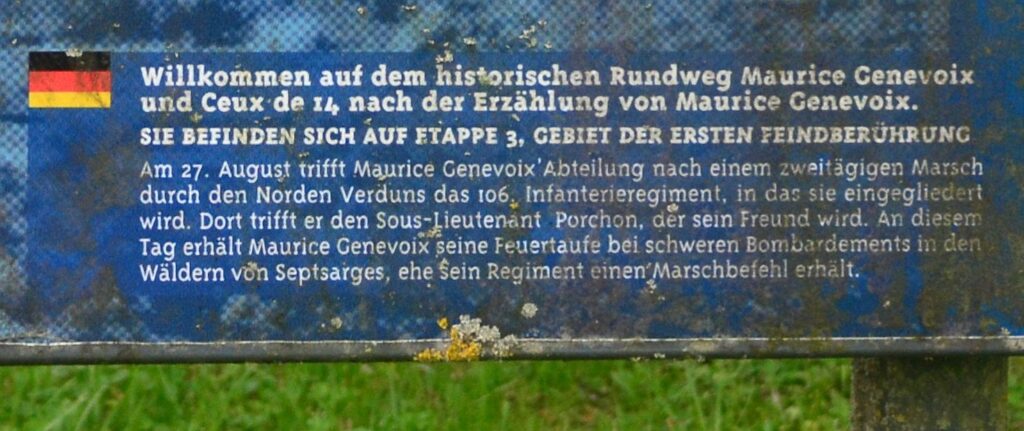 Willkommen auf dem historischen Rundweg Maurice Genevoix
und Ceux de 14 nach der Erzählung von Maurice Genevoix.
SIE BEFINDEN SICH AUF ETAPPE 3, GEBIET DER ERSTEN FEINDBERÜHRUNG
Am 27. August trifft Maurice Genevoix'Abteilung nach einem zweitägigen Marsch
durch den Norden Verduns das 106. Infanterieregiment, in das sie eingegliedert
wird. Dort trifft er den Sous-Lieutenant Porchon, der sein Freund wird. An diesem
Tag erhält Maurice Genevoix seine Feuertaufe bei schweren Bombardements in den
Wäldern von Septsarges, ehe sein Regiment einen Marschbefehl erhält.